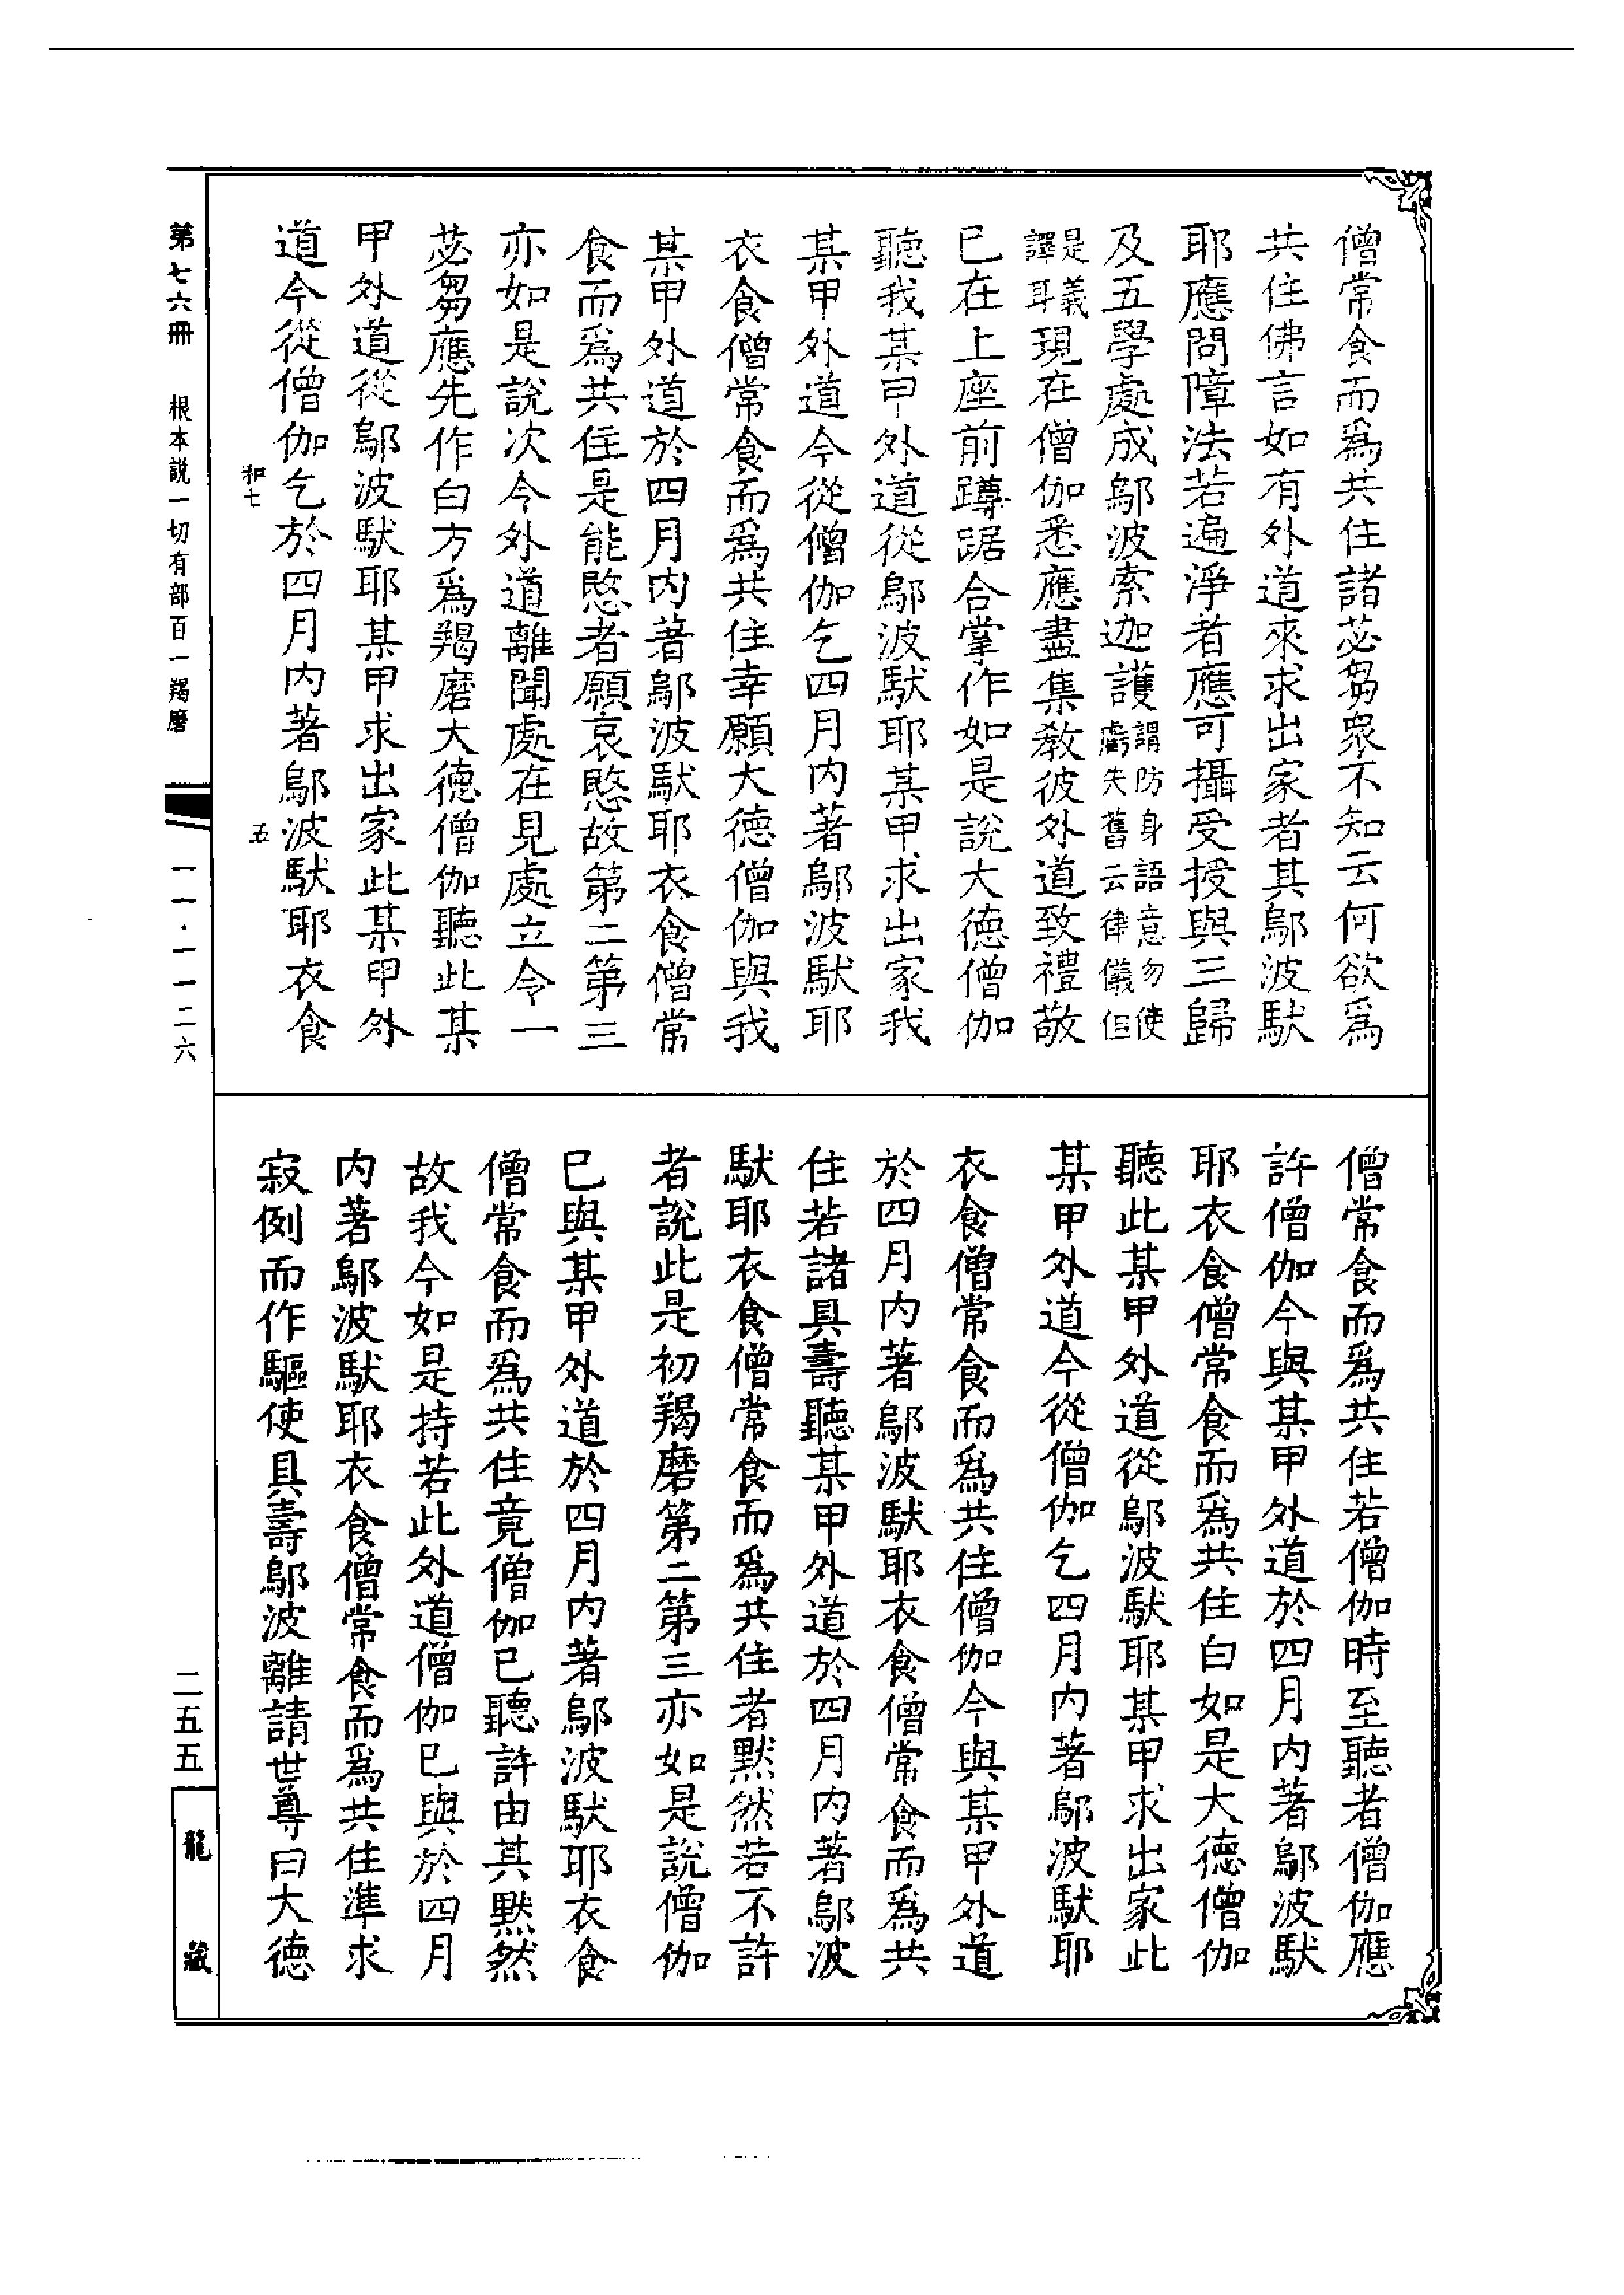 僧常食而爲共住諸苾芻衆不知云何欲爲
共住佛言如有外道來求出家者其鄔波馱
耶應問障法若遍淨者應可攝受授與三歸
及五學處成鄔波索迦護謂防身語意勿使虧失舊云律儀但
是義譯耳現在僧伽悉應盡集教彼外道致禮敬
已在上座前蹲踞合掌作如是說大德僧伽
聽我某甲外道從鄔波馱耶某甲求出家我
某甲外道今從僧伽乞四月内著鄔波馱耶
衣食僧常食而爲共住幸願大德僧伽與我
某甲外道於四月内著鄔波馱耶衣食僧常
食而爲共住是能愍者願哀愍故第二第三
亦如是說次令外道離聞處在見處立令一
苾芻應先作白方爲羯磨大德僧伽聽此某
甲外道從鄔波馱耶某甲求出家此某甲外
道今從僧伽乞於四月内著鄔波馱耶衣食
和七
五
僧常食而爲共住若僧伽時至聽者僧伽應
許僧伽今與某甲外道於四月内著鄔波馱
耶衣食僧常食而爲共住白如是大德僧伽
聽此某甲外道從鄔波馱耶某甲求出家此
某甲外道今從僧伽乞四月内著鄔波馱耶
衣食僧常食而爲共住僧伽今與某甲外道
於四月内著鄔波馱耶衣食僧常食而爲共
住若諸具壽聽某甲外道於四月内著鄔波
馱耶衣食僧常食而爲共住者默然若不許
者說此是初羯磨第二第三亦如是說僧伽
已與某甲外道於四月内著鄔波馱耶衣食
僧常食而爲共住竟僧伽已聽許由其默然
故我今如是持若此外道僧伽已與於四月
内著鄔波馱耶衣食僧常食而爲共住準求
寂例而作驅使具壽鄔波離請世尊曰大德
第七六冊 根本説一切有部百一羯磨
一一·一一二六
二五五
龍藏